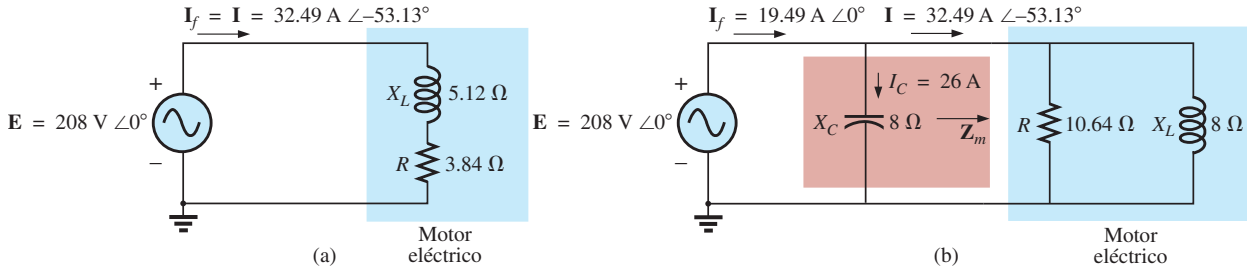 I_f = I = 32.49 A ∠–53.13°
+
E = 208 V ∠0°
–
X_L
5.12 Ω
R
3.84 Ω
Motor
eléctrico
(a)
I_f = 19.49 A ∠0°
I = 32.49 A ∠–53.13°
+
E = 208 V ∠0°
–
I_C = 26 A
X_C
8 Ω
Z_m
R
10.64 Ω
X_L
8 Ω
Motor
eléctrico
(b)